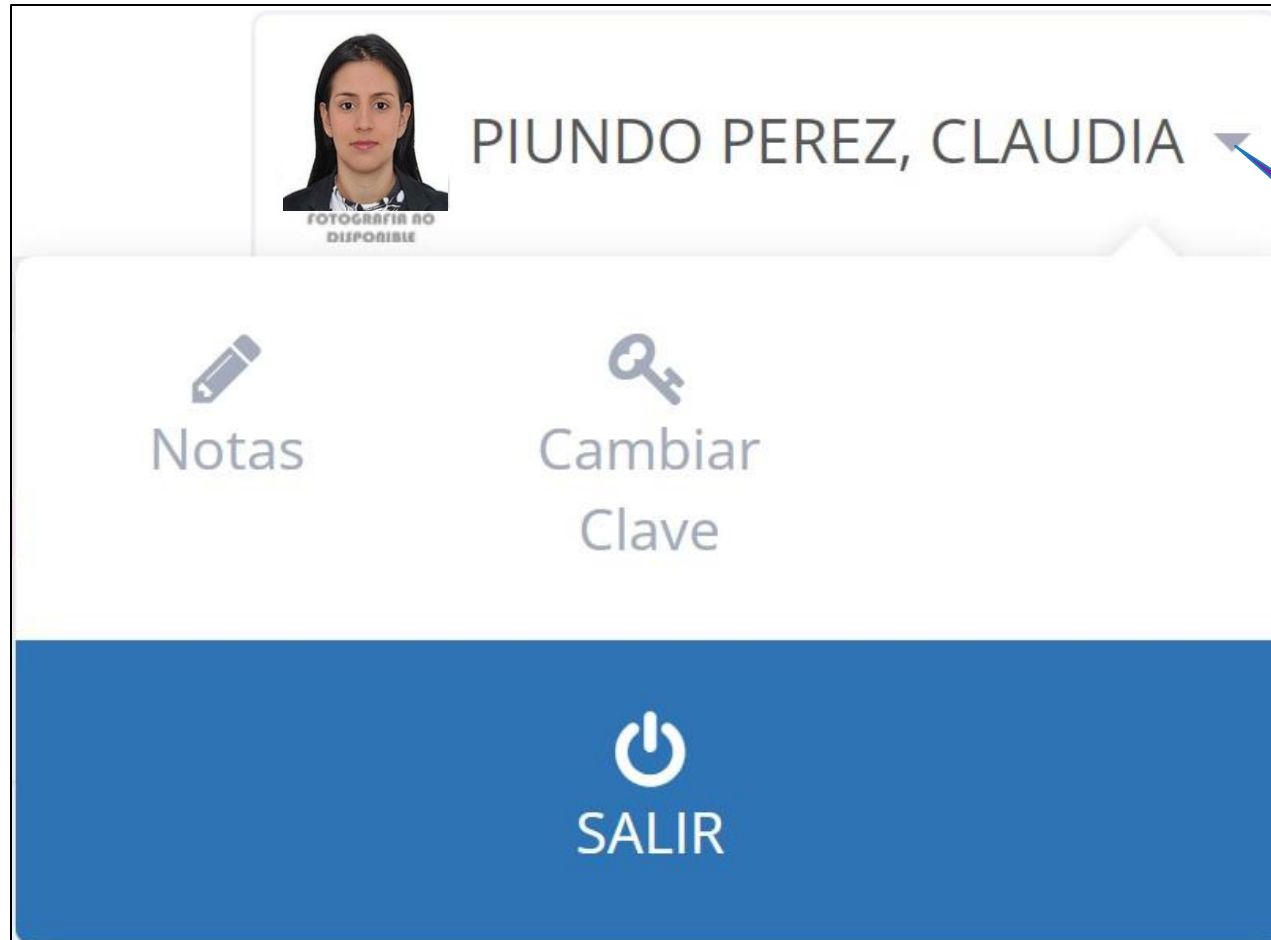 PIUNDO PEREZ, CLAUDIA
FOTOGRAFIA NO
DISPONIBLE
Notas
Cambiar
Clave
SALIR